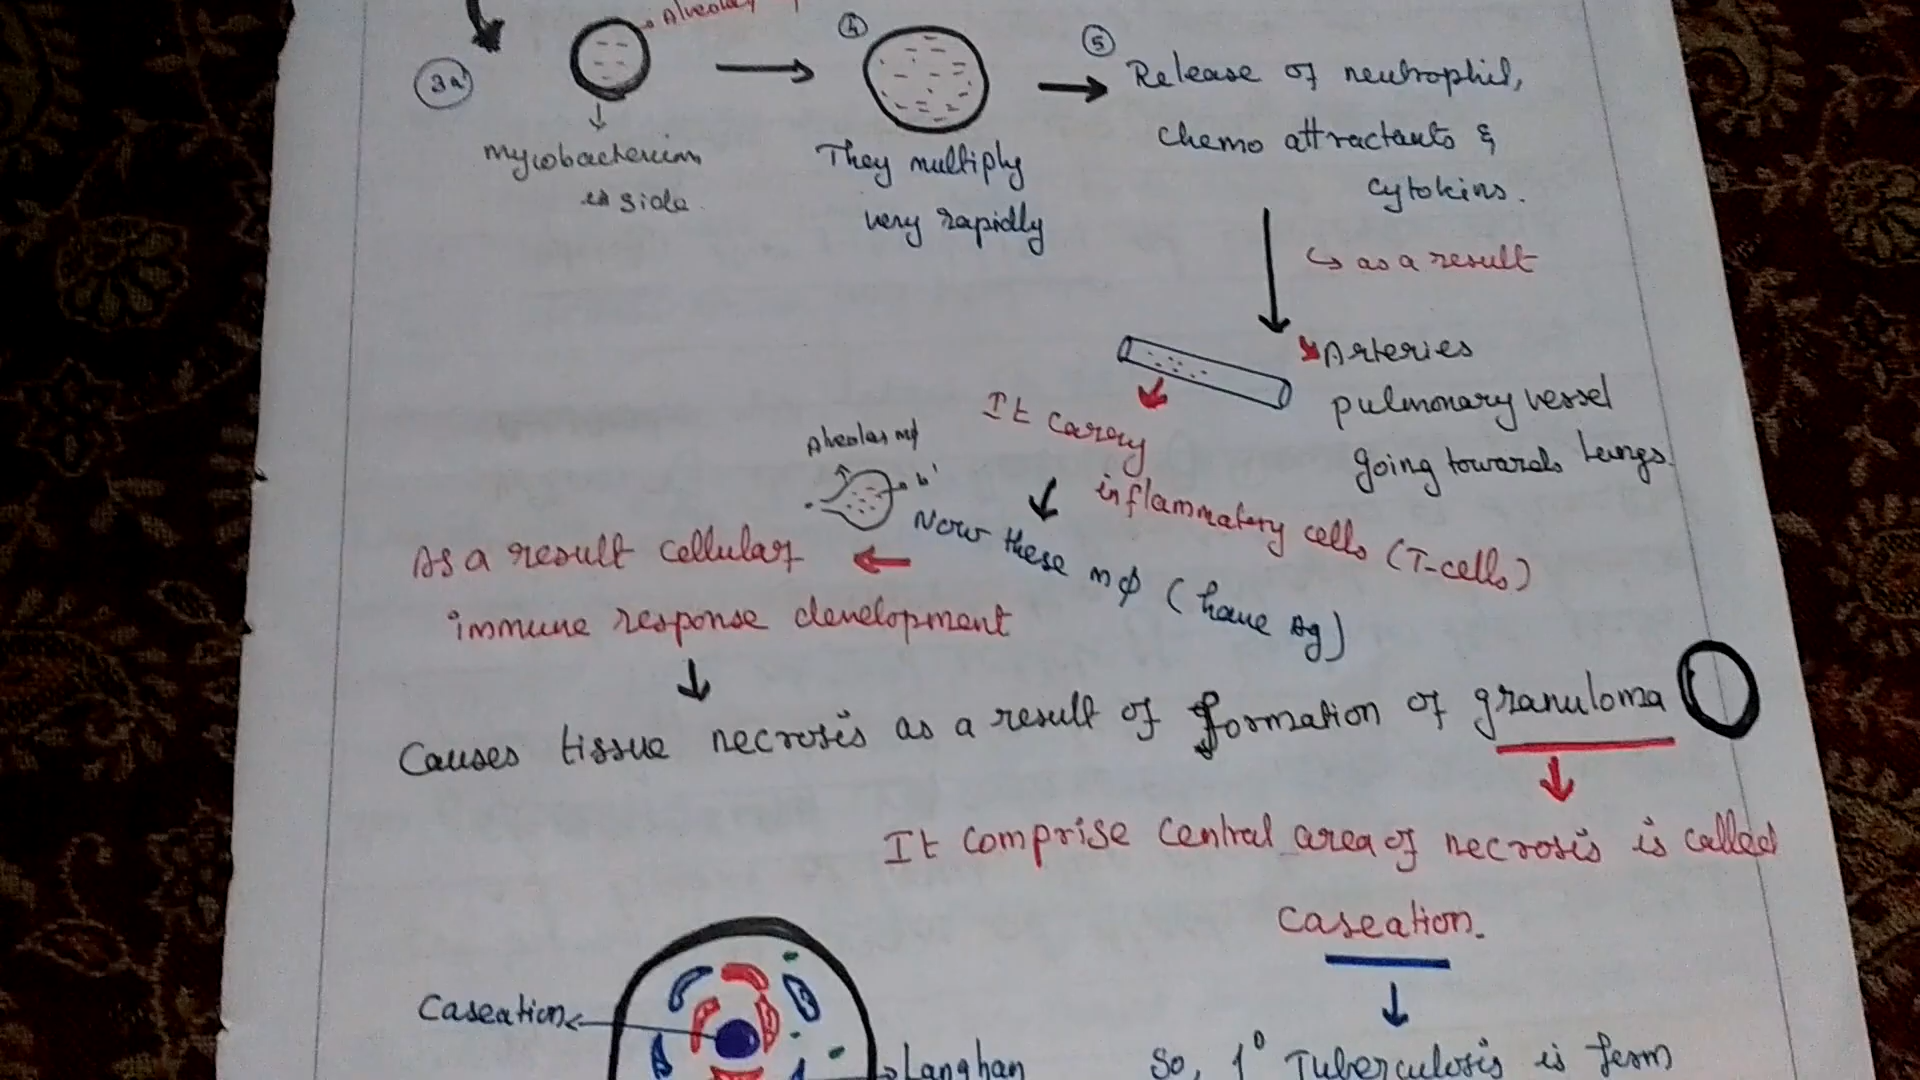 Alveolar
3a'
Mycobacterium
inside
4
They multiply
very rapidly
5
Release of neutrophil,
chemo attractants &
cytokins.
↳ as a result
Arteries
pulmonary vessel
going towards lungs.
It carry
inflammatory cells (T-cells)
Alveolar mϕ
b'
Now these mϕ (have Ag)
As a result cellular
immune response development
Causes tissue necrosis as a result of formation of granuloma
It comprise central area of necrosis is called
caseation.
Caseation
Langhan
So, 1° Tuberculosis is form